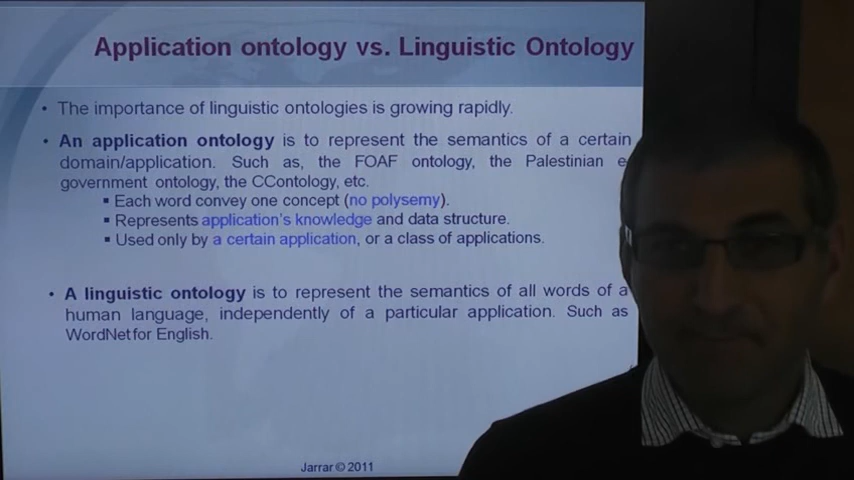 Application ontology vs. Linguistic Ontology
• The importance of linguistic ontologies is growing rapidly.
• An application ontology is to represent the semantics of a certain
domain/application. Such as, the FOAF ontology, the Palestinian e
government ontology, the CContology, etc.
▪ Each word convey one concept (no polysemy).
▪ Represents application's knowledge and data structure.
▪ Used only by a certain application, or a class of applications.
• A linguistic ontology is to represent the semantics of all words of a
human language, independently of a particular application. Such as
WordNet for English.
Jarrar © 2011